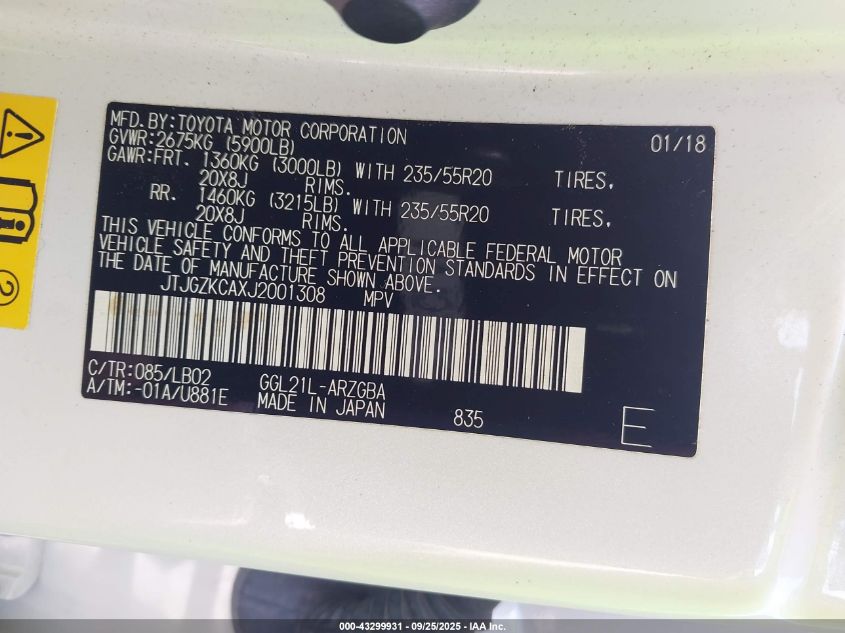 MFD. BY:TOYOTA MOTOR CORPORATION 01/18
GVWR:2675KG (5900LB)
GAWR:FRT. 1360KG (3000LB) WITH 235/55R20 TIRES,
20X8J RIMS.
RR. 1460KG (3215LB) WITH 235/55R20 TIRES,
20X8J RIMS.
THIS VEHICLE CONFORMS TO ALL APPLICABLE FEDERAL MOTOR
VEHICLE SAFETY AND THEFT PREVENTION STANDARDS IN EFFECT ON
THE DATE OF MANUFACTURE SHOWN ABOVE.
JTJGZKCAXJ2001308 MPV
C/TR:085/LB02 GGL21L-ARZGBA
A/TM:-01A/U881E MADE IN JAPAN 835 E
2
000-43299931 - 09/25/2025 - IAA Inc.